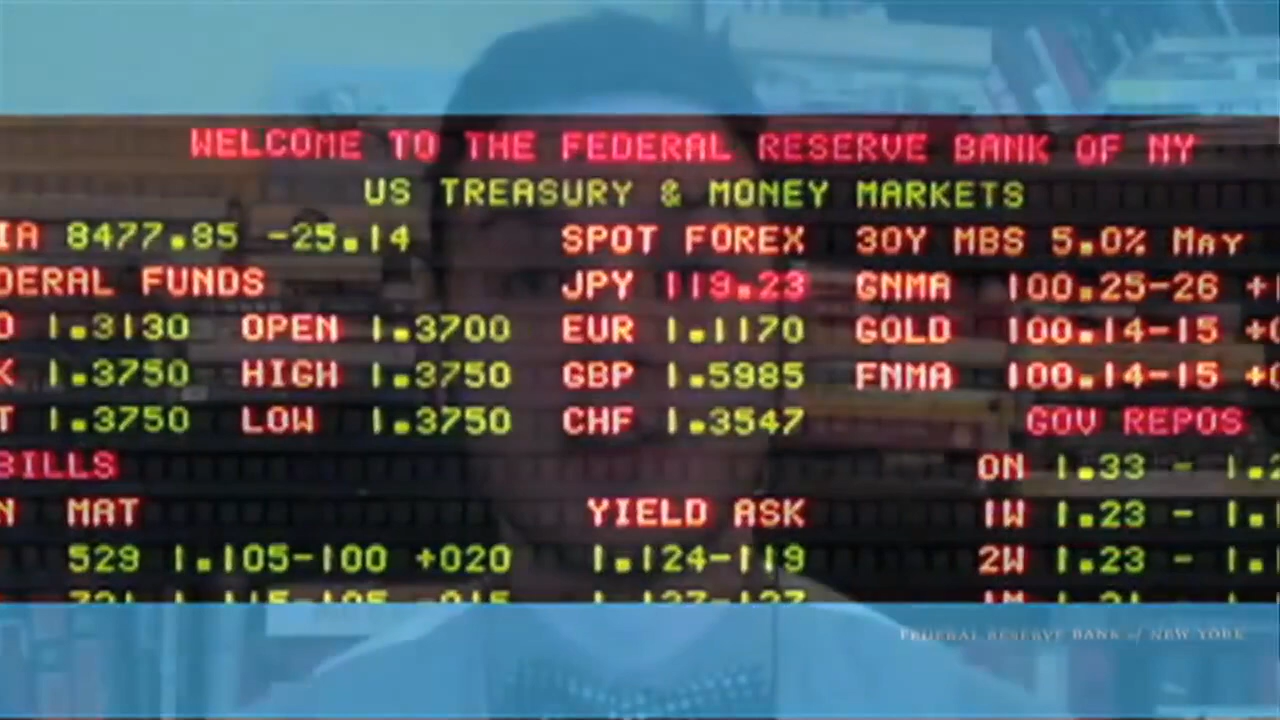 WELCOME TO THE FEDERAL RESERVE BANK OF NY
US TREASURY & MONEY MARKETS
IA 8477.85 -25.14 SPOT FOREX 30Y MBS 5.0% May
DERAL FUNDS JPY 119.23 GNMA 100.25-26 +
1.3130 OPEN 1.3700 EUR 1.1170 GOLD 100.14-15 +
K 1.3750 HIGH 1.3750 GBP 1.5985 FNMA 100.14-15 +
T 1.3750 LOW 1.3750 CHF 1.3547 GOV REPOS
BILLS ON 1.33 - 1.
N MAT YIELD ASK 1W 1.23 - 1.
529 1.105-100 +020 1.124-119 2W 1.23 - 1.
FEDERAL RESERVE BANK of NEW YORK